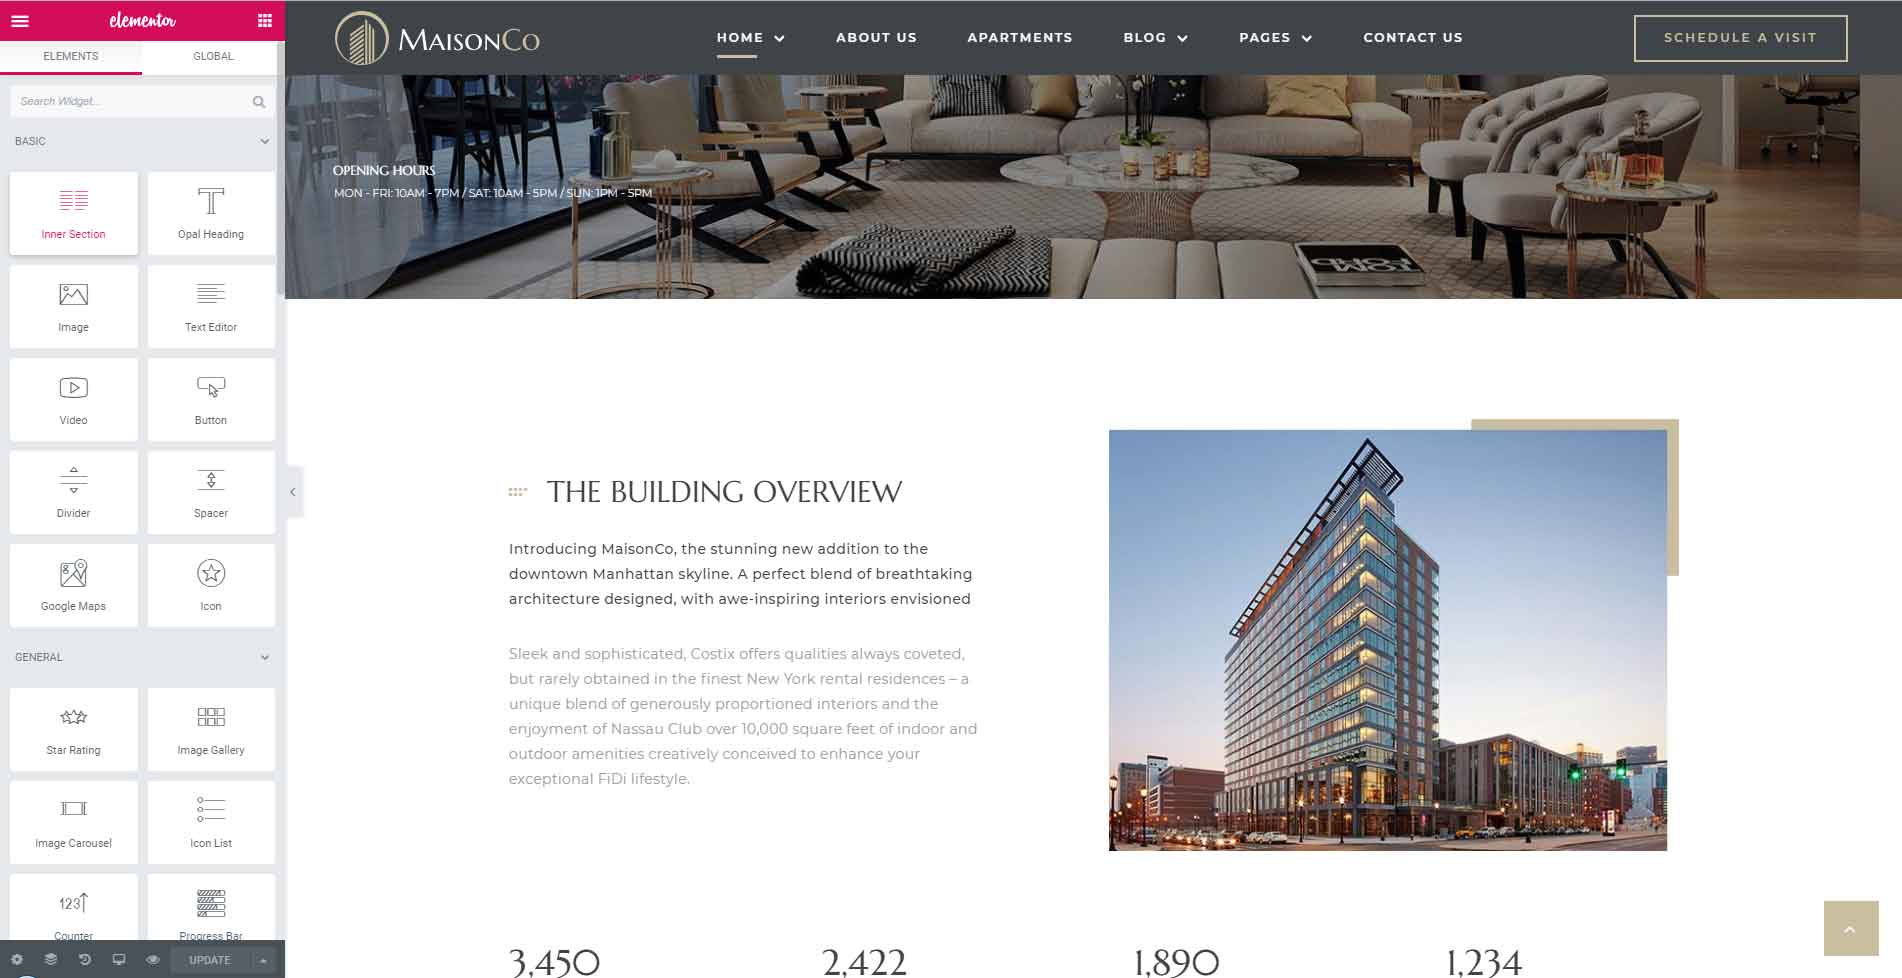 elementor
ELEMENTS
GLOBAL
Search Widget...
BASIC
Inner Section
Opal Heading
Image
Text Editor
Video
Button
Divider
Spacer
Google Maps
Icon
GENERAL
Star Rating
Image Gallery
Image Carousel
Icon List
123
Counter
Progress Bar
UPDATE
MAISONCO
HOME
ABOUT US
APARTMENTS
BLOG
PAGES
CONTACT US
SCHEDULE A VISIT
OPENING HOURS
MON - FRI: 10AM - 7PM / SAT: 10AM - 5PM / SUN: 1PM - 5PM
TOM FORD
THE BUILDING OVERVIEW
Introducing MaisonCo, the stunning new addition to the
downtown Manhattan skyline. A perfect blend of breathtaking
architecture designed, with awe-inspiring interiors envisioned
Sleek and sophisticated, Costix offers qualities always coveted,
but rarely obtained in the finest New York rental residences – a
unique blend of generously proportioned interiors and the
enjoyment of Nassau Club over 10,000 square feet of indoor and
outdoor amenities creatively conceived to enhance your
exceptional FiDi lifestyle.
3,450
2,422
1,890
1,234